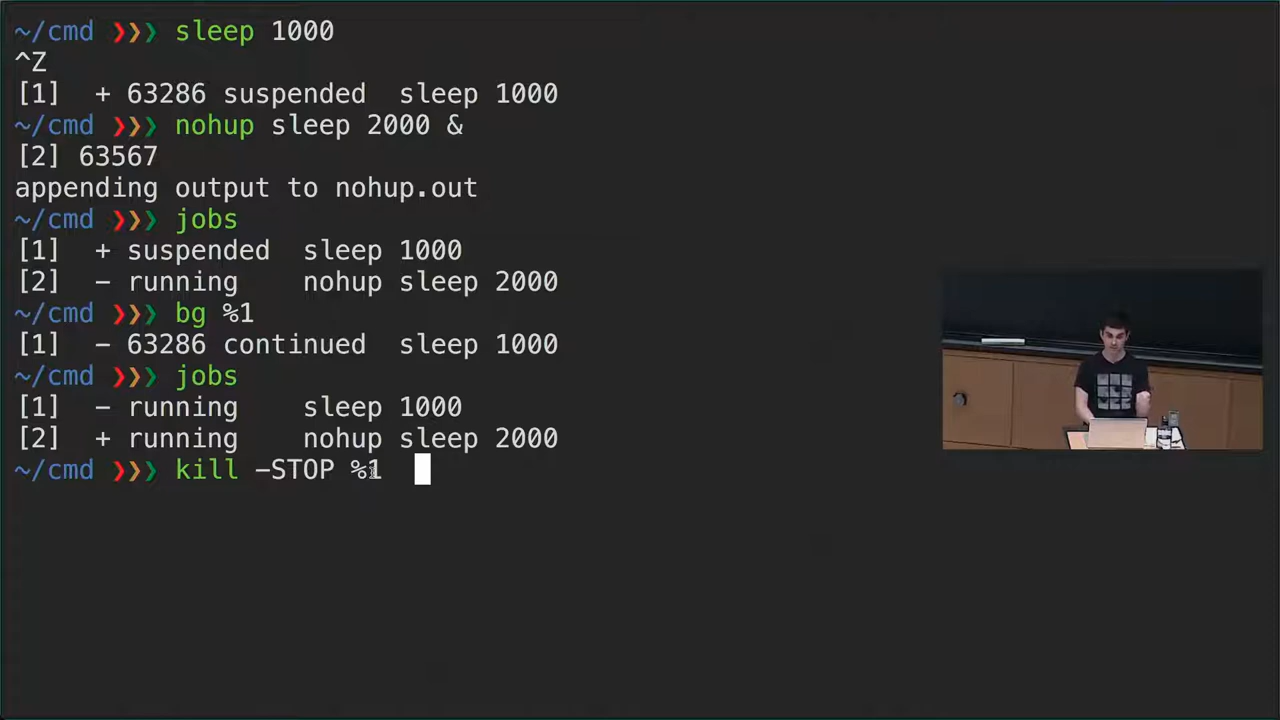 ~/cmd ❯❯❯ sleep 1000
^Z
[1]  + 63286 suspended  sleep 1000
~/cmd ❯❯❯ nohup sleep 2000 &
[2] 63567
appending output to nohup.out
~/cmd ❯❯❯ jobs
[1]  + suspended  sleep 1000
[2]  - running    nohup sleep 2000
~/cmd ❯❯❯ bg %1
[1]  - 63286 continued  sleep 1000
~/cmd ❯❯❯ jobs
[1]  - running    sleep 1000
[2]  + running    nohup sleep 2000
~/cmd ❯❯❯ kill -STOP %1